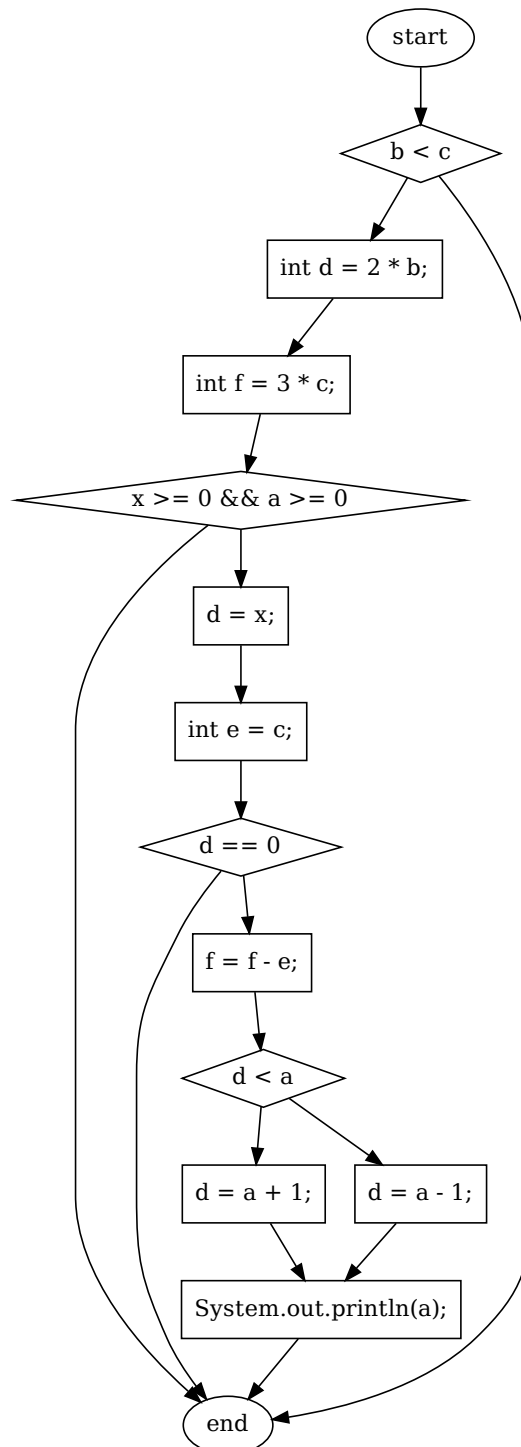 start
b < c
int d = 2 * b;
int f = 3 * c;
x >= 0 && a >= 0
d = x;
int e = c;
d == 0
f = f - e;
d < a
d = a + 1;
d = a - 1;
System.out.println(a);
end